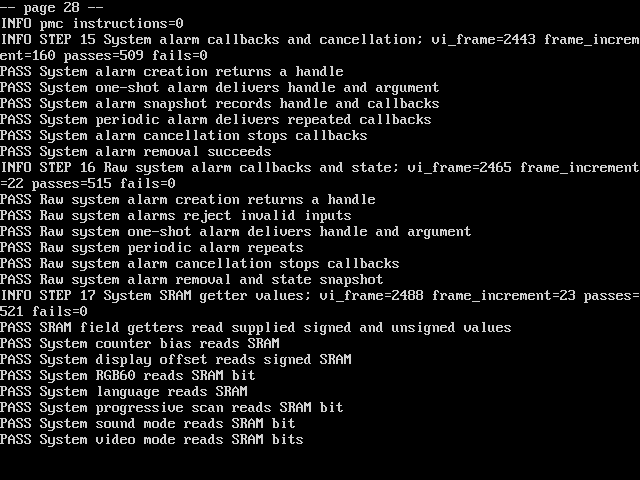 -- page 28 --
INFO pmc instructions=0
INFO STEP 15 System alarm callbacks and cancellation; vi_frame=2443 frame_increm
ent=160 passes=509 fails=0
PASS System alarm creation returns a handle
PASS System one-shot alarm delivers handle and argument
PASS System alarm snapshot records handle and callbacks
PASS System periodic alarm delivers repeated callbacks
PASS System alarm cancellation stops callbacks
PASS System alarm removal succeeds
INFO STEP 16 Raw system alarm callbacks and state; vi_frame=2465 frame_increment
=22 passes=515 fails=0
PASS Raw system alarm creation returns a handle
PASS Raw system alarms reject invalid inputs
PASS Raw system one-shot alarm delivers handle and argument
PASS Raw system periodic alarm repeats
PASS Raw system alarm cancellation stops callbacks
PASS Raw system alarm removal and state snapshot
INFO STEP 17 System SRAM getter values; vi_frame=2488 frame_increment=23 passes=
521 fails=0
PASS SRAM field getters read supplied signed and unsigned values
PASS System counter bias reads SRAM
PASS System display offset reads signed SRAM
PASS System RGB60 reads SRAM bit
PASS System language reads SRAM
PASS System progressive scan reads SRAM bit
PASS System sound mode reads SRAM bit
PASS System video mode reads SRAM bits